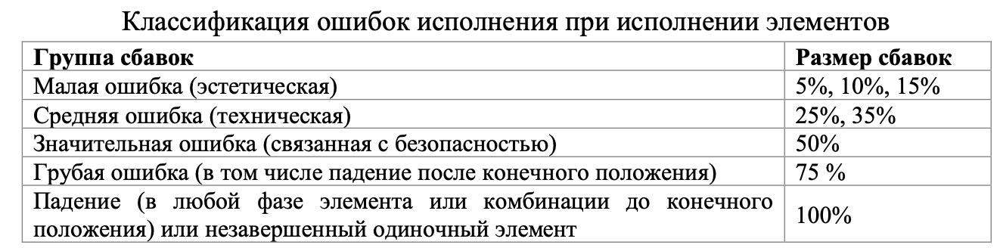 Классификация ошибок исполнения при исполнении элементов
Группа сбавок Размер сбавок
Малая ошибка (эстетическая) 5%, 10%, 15%
Средняя ошибка (техническая) 25%, 35%
Значительная ошибка (связанная с безопасностью) 50%
Грубая ошибка (в том числе падение после конечного положения) 75 %
Падение (в любой фазе элемента или комбинации до конечного
положения) или незавершенный одиночный элемент 100%